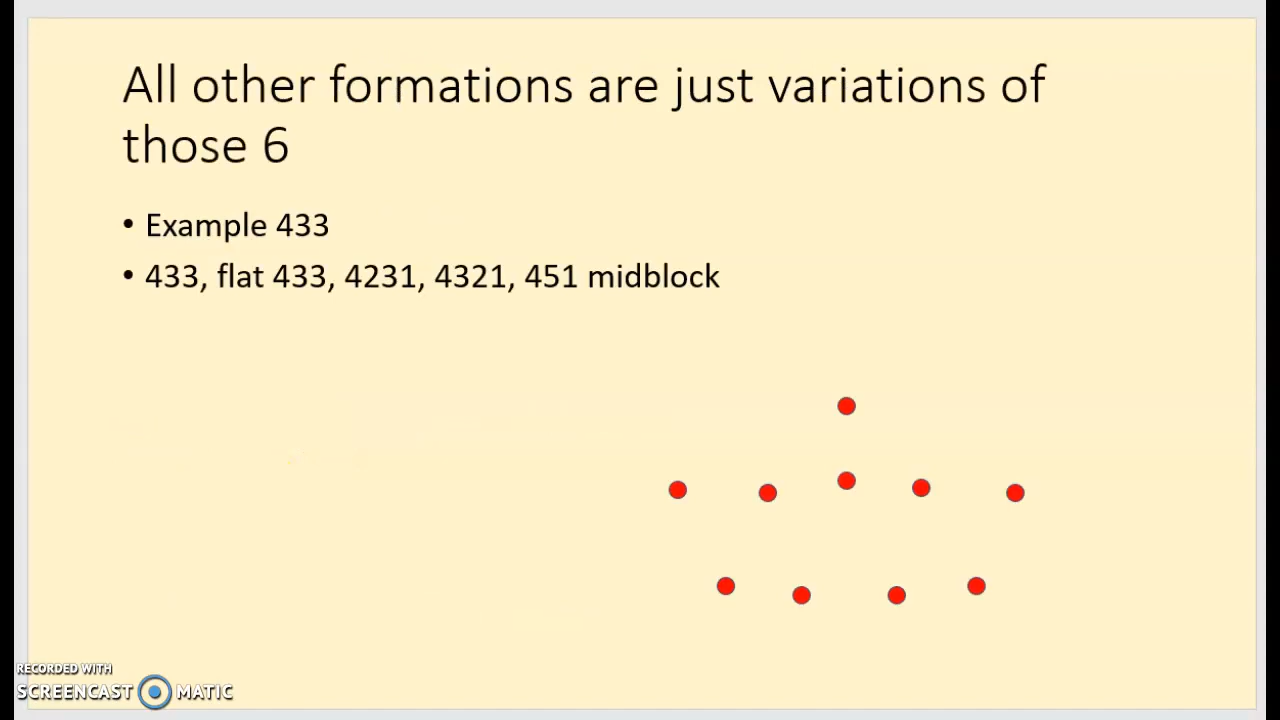 All other formations are just variations of
those 6
• Example 433
• 433, flat 433, 4231, 4321, 451 midblock
RECORDED WITH
SCREENCAST MATIC